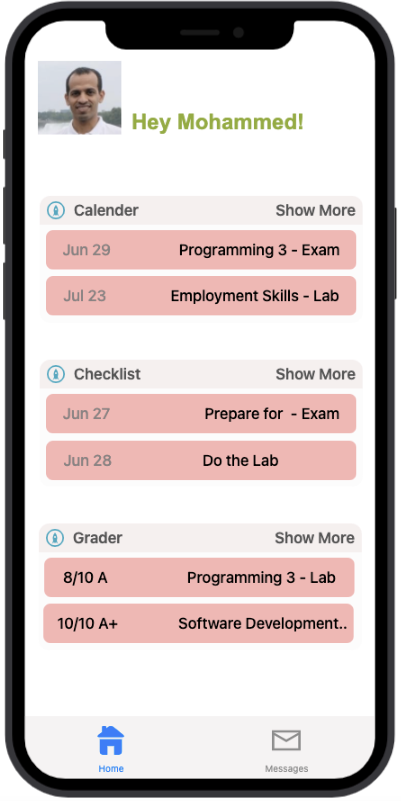 Hey Mohammed!
Calender Show More
Jun 29 Programming 3 - Exam
Jul 23 Employment Skills - Lab
Checklist Show More
Jun 27 Prepare for  - Exam
Jun 28 Do the Lab
Grader Show More
8/10 A Programming 3 - Lab
10/10 A+ Software Development..
Home Messages